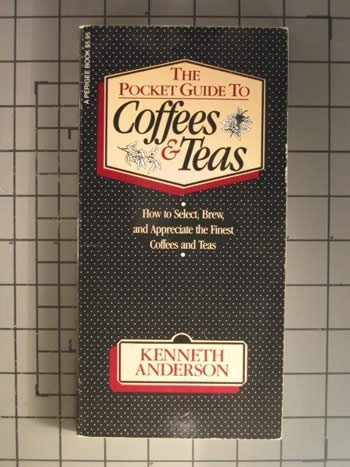 A PERIGEE BOOK $5.95
THE
POCKET GUIDE TO
Coffees
& Teas
How to Select, Brew,
and Appreciate the Finest
Coffees and Teas
KENNETH
ANDERSON